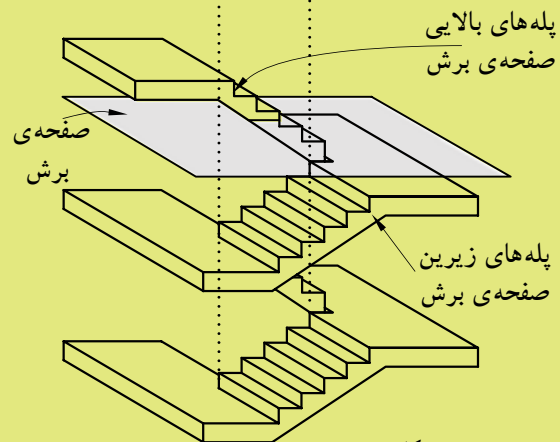 پله‌های بالایی
صفحه‌ی برش
صفحه‌ی
برش
پله‌های زیرین
صفحه‌ی برش